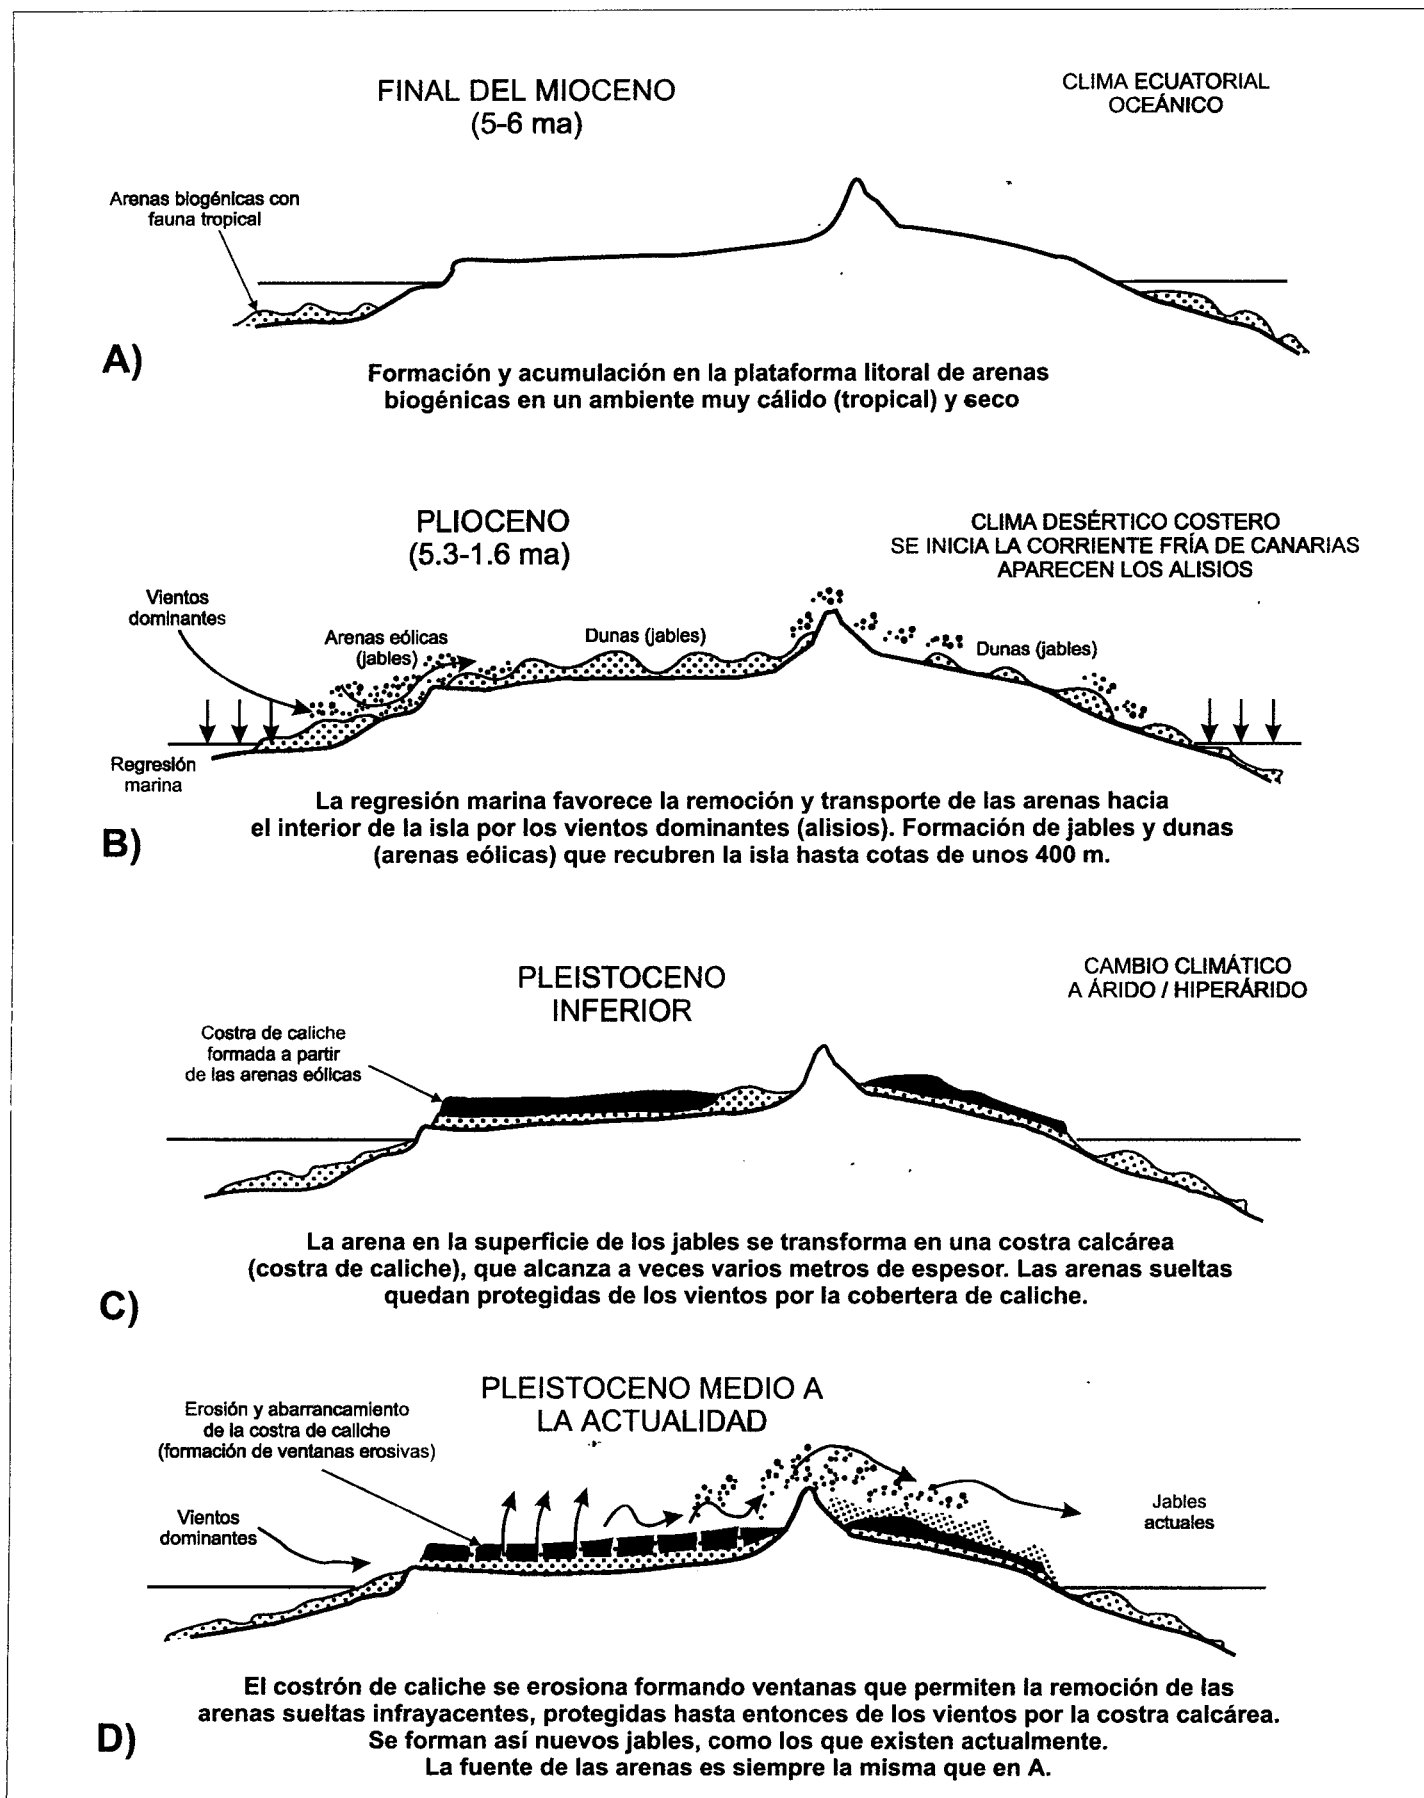 FINAL DEL MIOCENO
(5-6 ma)
CLIMA ECUATORIAL
OCEÁNICO
Arenas biogénicas con
fauna tropical
A)
Formación y acumulación en la plataforma litoral de arenas
biogénicas en un ambiente muy cálido (tropical) y seco
PLIOCENO
(5.3-1.6 ma)
CLIMA DESÉRTICO COSTERO
SE INICIA LA CORRIENTE FRÍA DE CANARIAS
APARECEN LOS ALISIOS
Vientos
dominantes
Arenas eólicas
(jables)
Dunas (jables)
Dunas (jables)
Regresión
marina
B)
La regresión marina favorece la remoción y transporte de las arenas hacia
el interior de la isla por los vientos dominantes (alisios). Formación de jables y dunas
(arenas eólicas) que recubren la isla hasta cotas de unos 400 m.
PLEISTOCENO
INFERIOR
CAMBIO CLIMÁTICO
A ÁRIDO / HIPERÁRIDO
Costra de caliche
formada a partir
de las arenas eólicas
C)
La arena en la superficie de los jables se transforma en una costra calcárea
(costra de caliche), que alcanza a veces varios metros de espesor. Las arenas sueltas
quedan protegidas de los vientos por la cobertera de caliche.
PLEISTOCENO MEDIO A
LA ACTUALIDAD
Erosión y abarrancamiento
de la costra de caliche
(formación de ventanas erosivas)
Vientos
dominantes
Jables
actuales
D)
El costrón de caliche se erosiona formando ventanas que permiten la remoción de las
arenas sueltas infrayacentes, protegidas hasta entonces de los vientos por la costra calcárea.
Se forman así nuevos jables, como los que existen actualmente.
La fuente de las arenas es siempre la misma que en A.